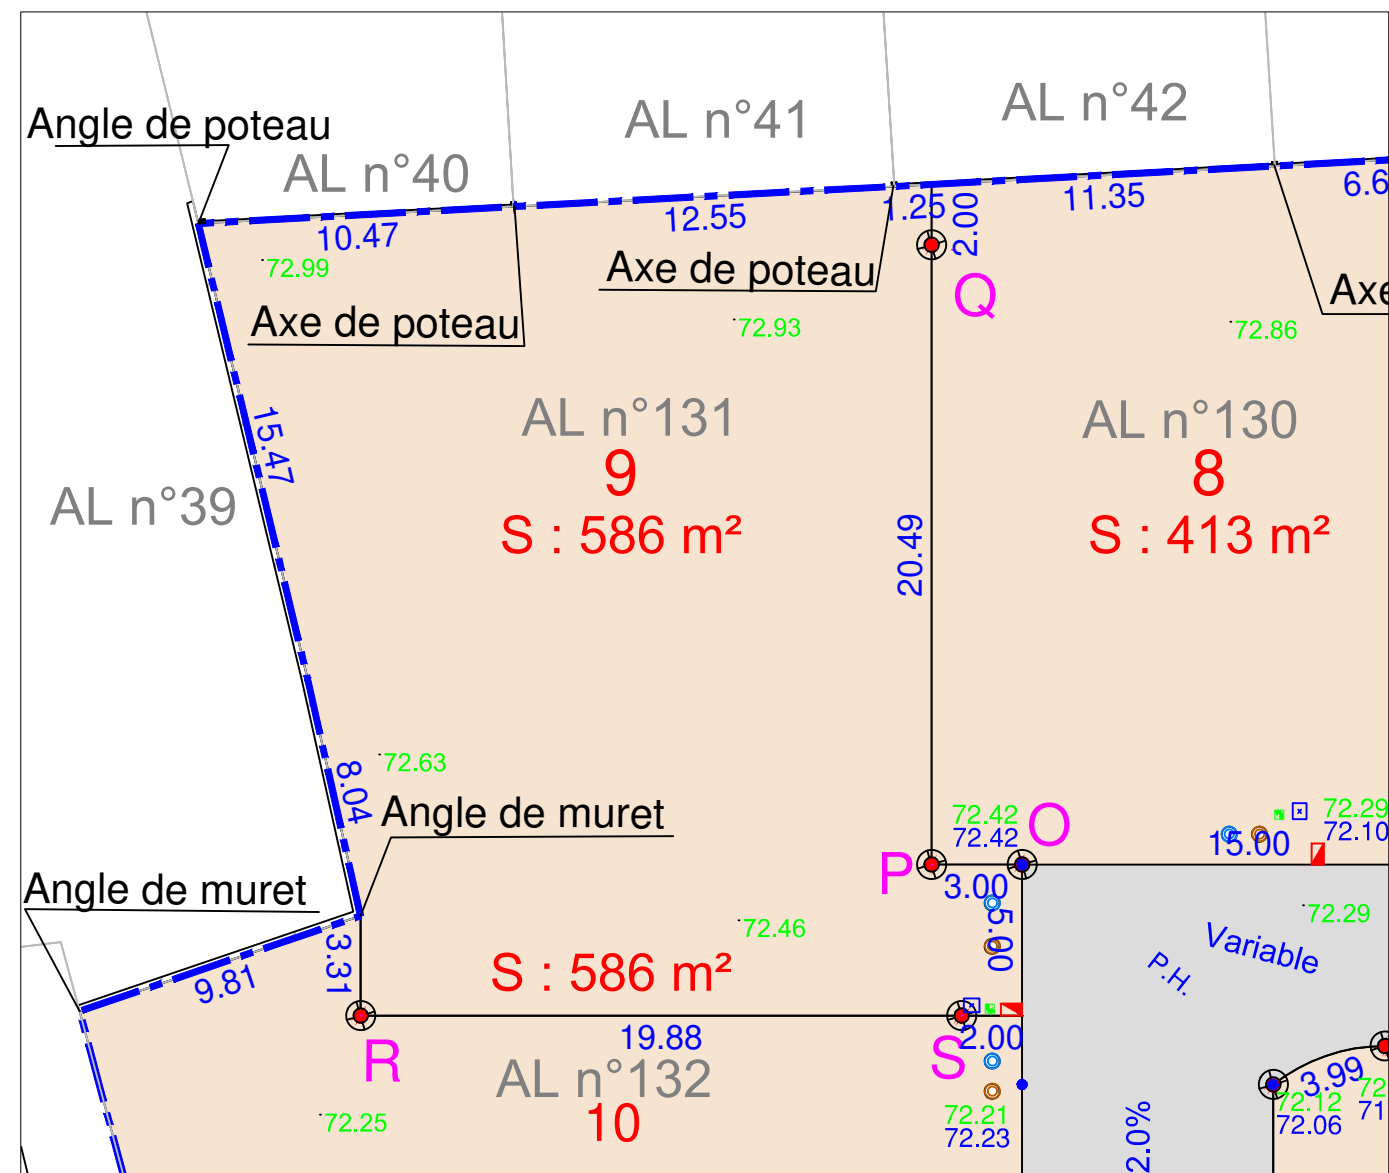 AL n°42
AL n°41
Angle de poteau
AL n°40
6.6
11.35
1.25
2.00
12.55
10.47
72.99
Axe de poteau
Q
Axe
Axe de poteau
72.93
72.86
AL n°131
AL n°130
15.47
9
8
AL n°39
S : 586 m²
S : 413 m²
20.49
72.63
8.04
Angle de muret
72.42
72.42
O
72.29
72.10
15.00
P
3.00
Angle de muret
72.46
5.00
72.29
Variable
P.H.
3.31
9.81
S : 586 m²
19.88
2.00
R
S
AL n°132
10
3.99
72.25
72.21
72.23
72.12
72.06
72
71
2.0%